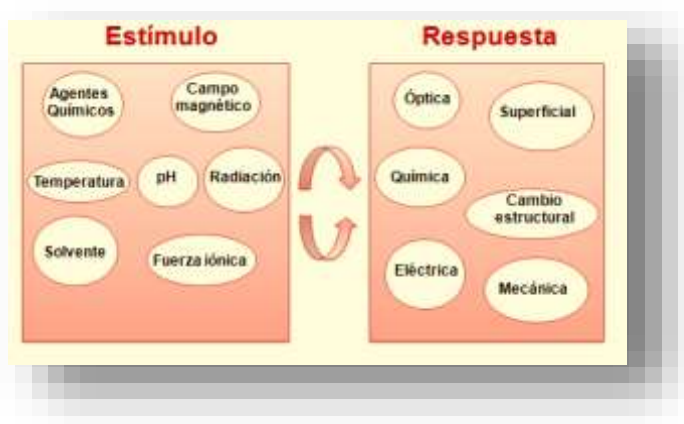 Estímulo
Agentes
Químicos
Campo
magnético
Temperatura
pH
Radiación
Solvente
Fuerza iónica
Respuesta
Óptica
Superficial
Química
Cambio
estructural
Eléctrica
Mecánica